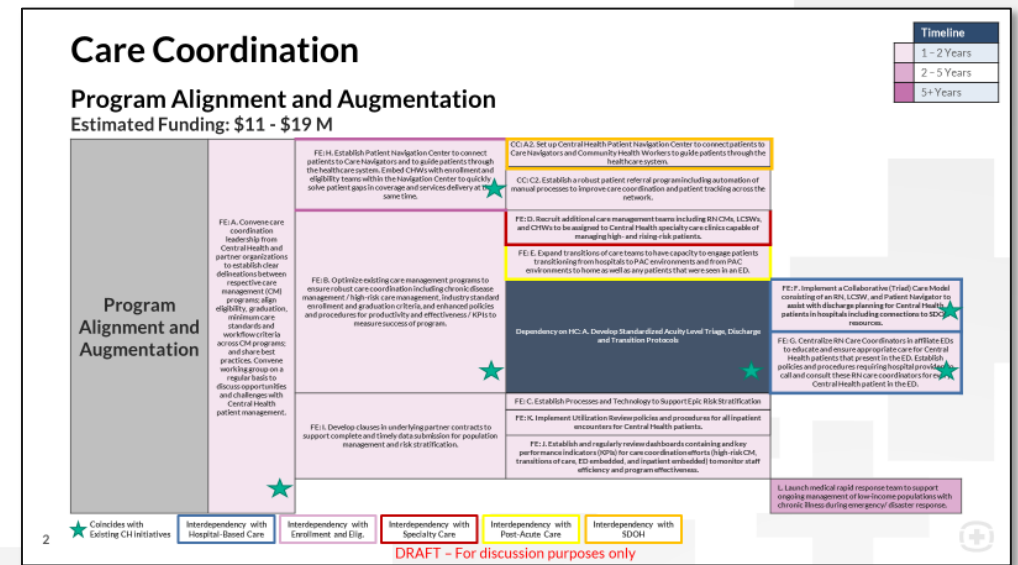 Care Coordination
Timeline
1 – 2 Years
2 – 5 Years
5+ Years
Program Alignment and Augmentation
Estimated Funding: $11 - $19 M
Program
Alignment and
Augmentation
FE: A. Convene care
coordination
leadership from
Central Health and
partner organizations
to establish clear
delineations between
respective care
management (CM)
programs; align
eligibility, graduation,
minimum care
standards and
workflow criteria
across CM programs;
and share best
practices. Convene
working group on a
regular basis to
discuss opportunities
and challenges with
Central Health
patient management.
FE: H. Establish Patient Navigation Center to connect
patients to Care Navigators and to guide patients through
the healthcare system. Embed CHWs with enrollment and
eligibility teams within the Navigation Center to quickly
solve patient gaps in coverage and services delivery at the
same time.
FE: B. Optimize existing care management programs to
ensure robust care coordination including chronic disease
management / high-risk care management, industry standard
enrollment and graduation criteria, and enhanced policies
and procedures for productivity and effectiveness / KPIs to
measure success of program.
FE: I. Develop clauses in underlying partner contracts to
support complete and timely data submission for population
management and risk stratification.
CC: A2. Set up Central Health Patient Navigation Center to connect patients to
Care Navigators and Community Health Workers to guide patients through the
healthcare system.
CC: C2. Establish a robust patient referral program including automation of
manual processes to improve care coordination and patient tracking across the
network.
FE: D. Recruit additional care management teams including RN CMs, LCSWs,
and CHWs to be assigned to Central Health specialty care clinics capable of
managing high- and rising-risk patients.
FE: E. Expand transitions of care teams to have capacity to engage patients
transitioning from hospitals to PAC environments and from PAC
environments to home as well as any patients that were seen in an ED.
Dependency on HC: A. Develop Standardized Acuity Level Triage, Discharge
and Transition Protocols
FE: C. Establish Processes and Technology to Support Epic Risk Stratification
FE: K. Implement Utilization Review policies and procedures for all inpatient
encounters for Central Health patients.
FE: J. Establish and regularly review dashboards containing and key
performance indicators (KPIs) for care coordination efforts (high-risk CM,
transitions of care, ED embedded, and inpatient embedded) to monitor staff
efficiency and program effectiveness.
FE: F. Implement a Collaborative (Triad) Care Model
consisting of an RN, LCSW, and Patient Navigator to
assist with discharge planning for Central Health
patients in hospitals including connections to SDOH
resources.
FE: G. Centralize RN Care Coordinators in affiliate EDs
to educate and ensure appropriate care for Central
Health patients that present in the ED. Establish
policies and procedures requiring hospital providers to
call and consult these RN care coordinators for every
Central Health patient in the ED.
L. Launch medical rapid response team to support
ongoing management of low-income populations with
chronic illness during emergency/ disaster response.
Coincides with
Existing CH initiatives
Interdependency with
Hospital-Based Care
Interdependency with
Enrollment and Elig.
Interdependency with
Specialty Care
Interdependency with
Post-Acute Care
Interdependency with
SDOH
2
DRAFT – For discussion purposes only